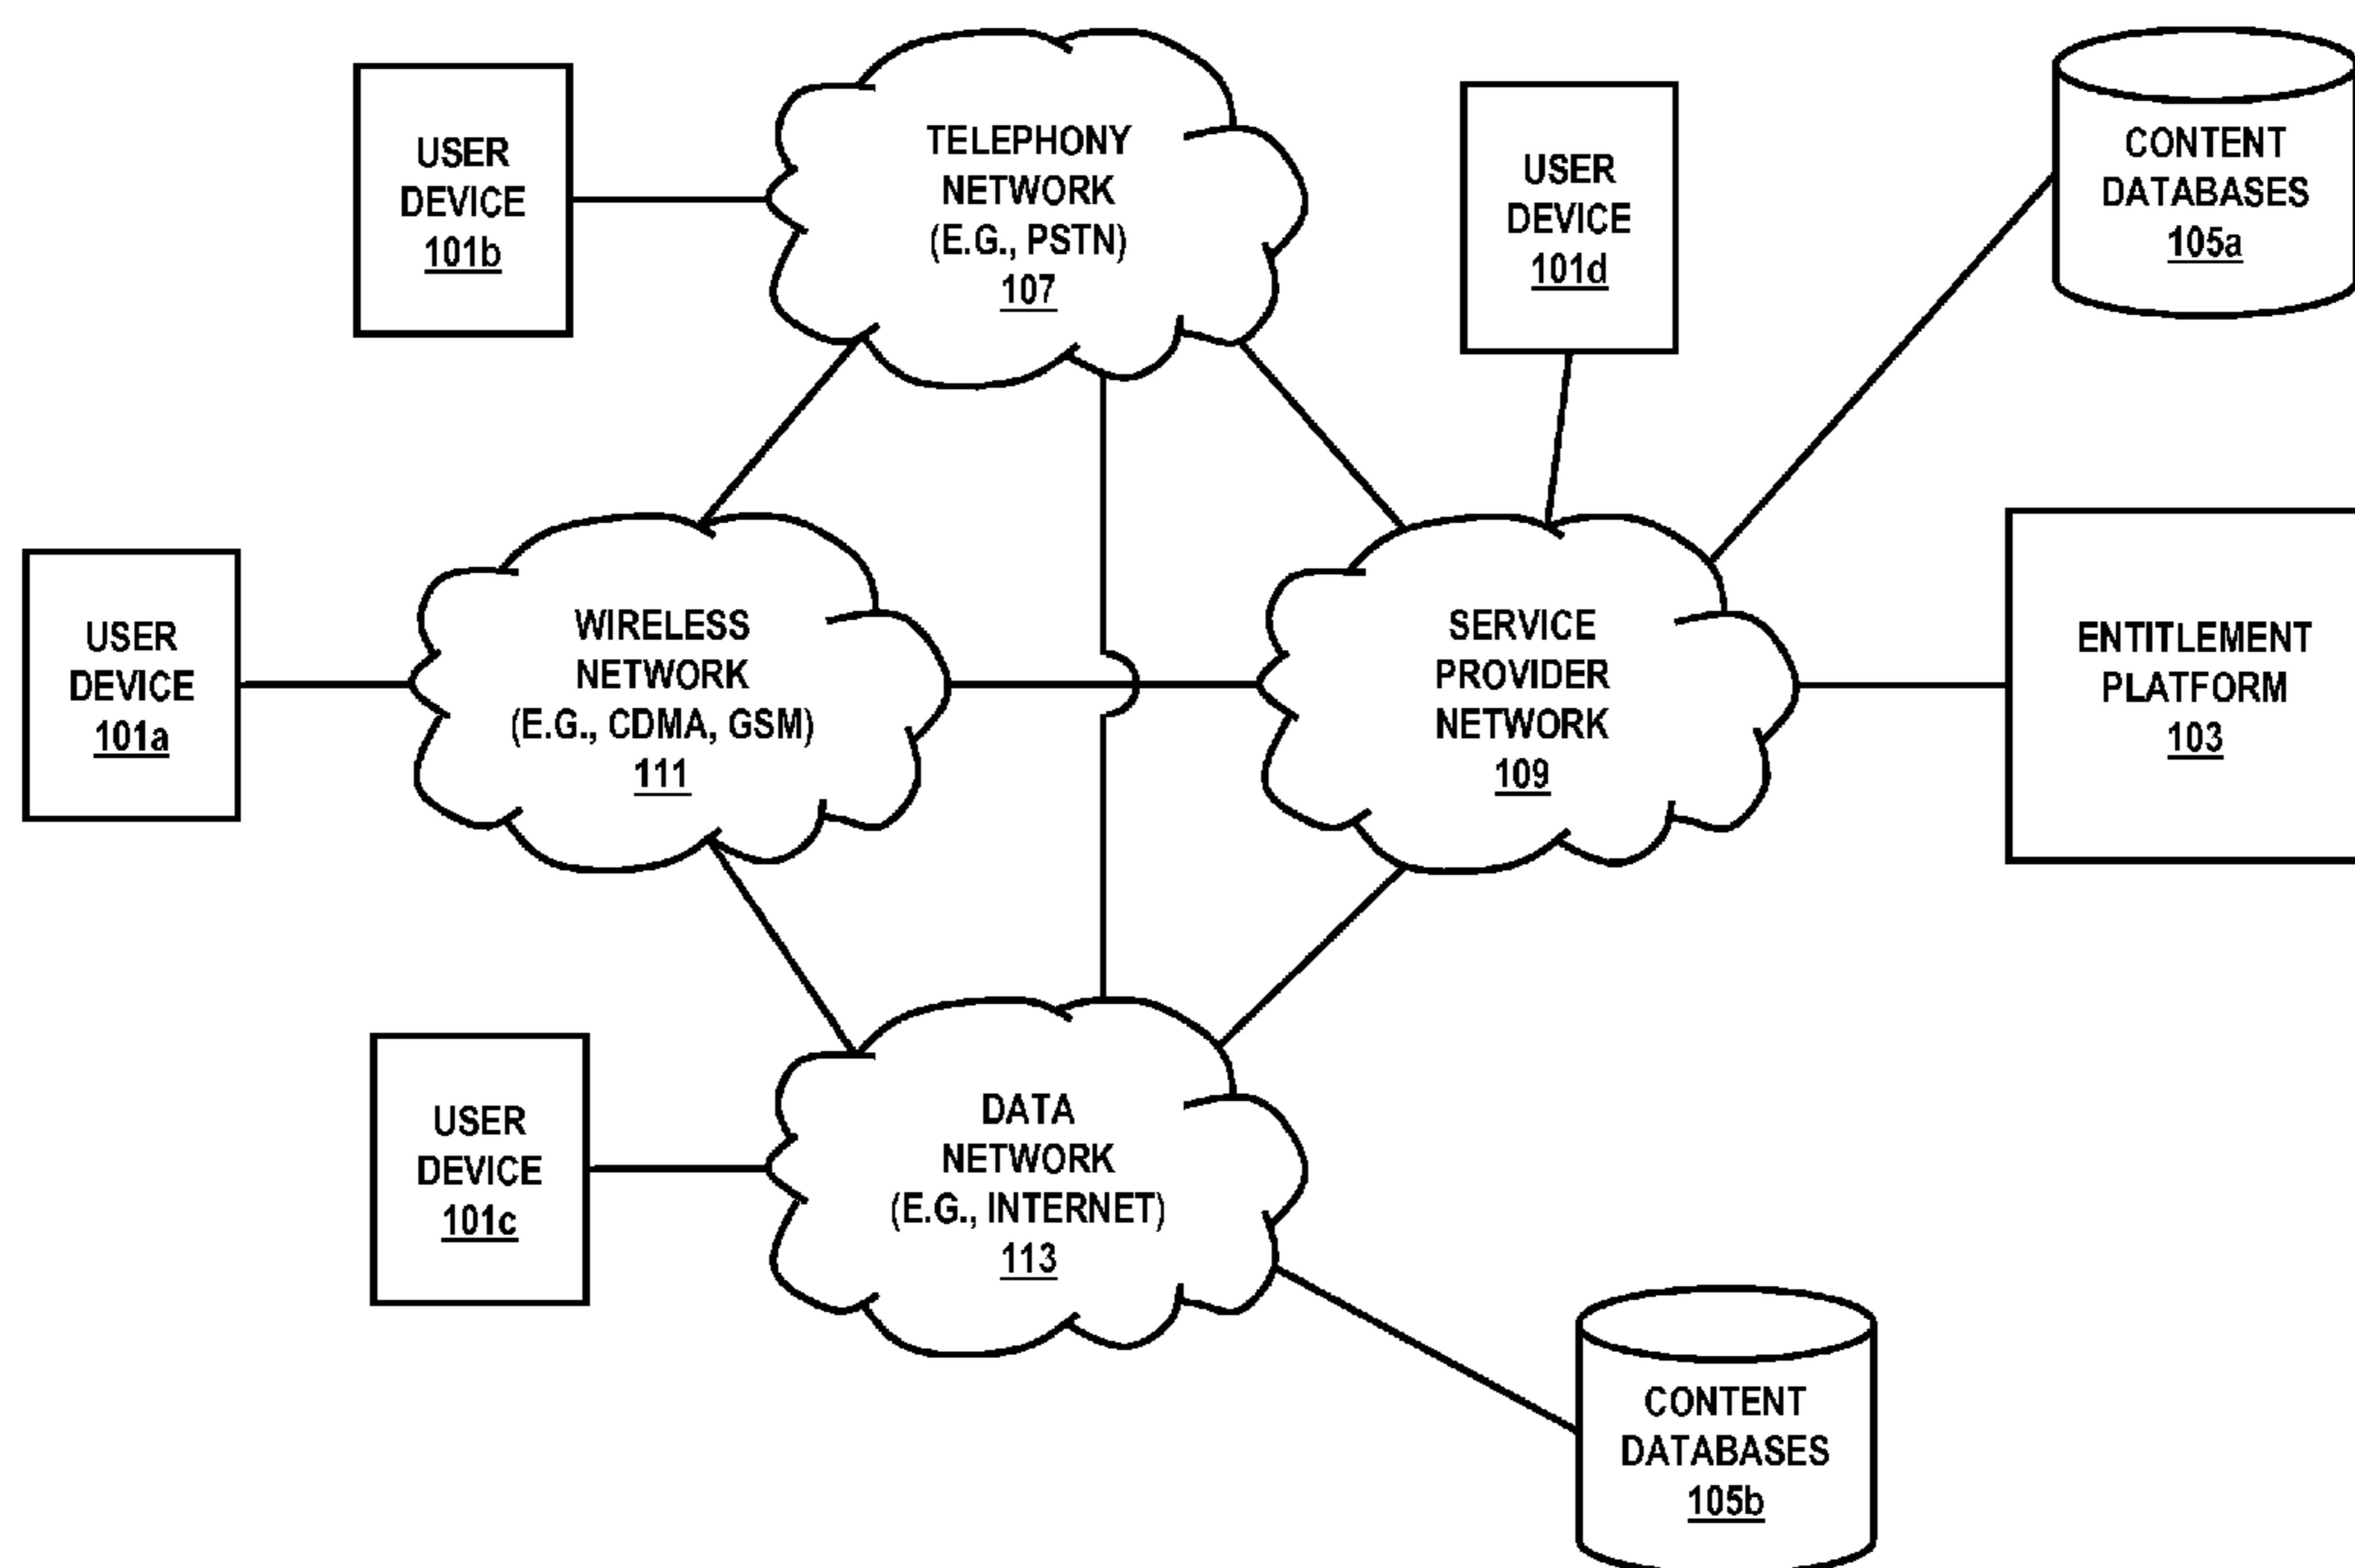 USER
DEVICE
101b
TELEPHONY
NETWORK
(E.G., PSTN)
107
USER
DEVICE
101d
CONTENT
DATABASES
105a
USER
DEVICE
101a
WIRELESS
NETWORK
(E.G., CDMA, GSM)
111
SERVICE
PROVIDER
NETWORK
109
ENTITLEMENT
PLATFORM
103
USER
DEVICE
101c
DATA
NETWORK
(E.G., INTERNET)
113
CONTENT
DATABASES
105b